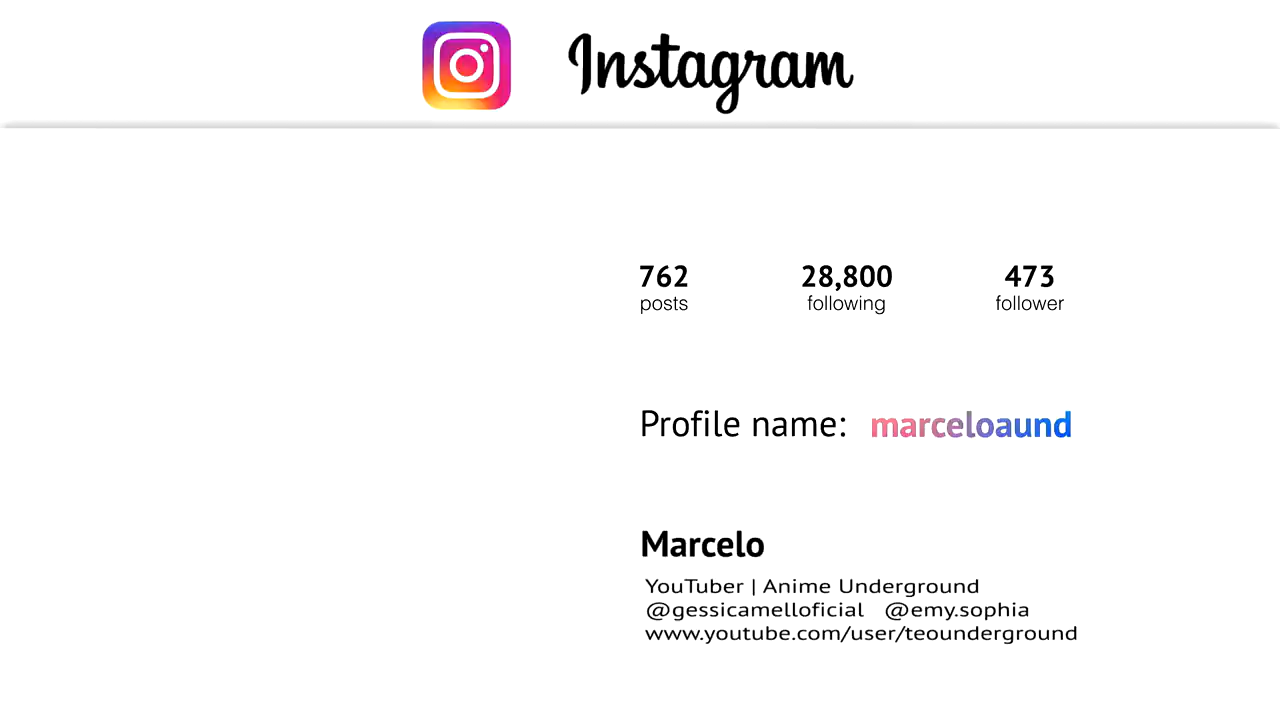 Instagram
762 28,800 473
posts following follower
Profile name: marceloaund
Marcelo
YouTuber | Anime Underground
@gessicamelloficial @emy.sophia
www.youtube.com/user/teounderground